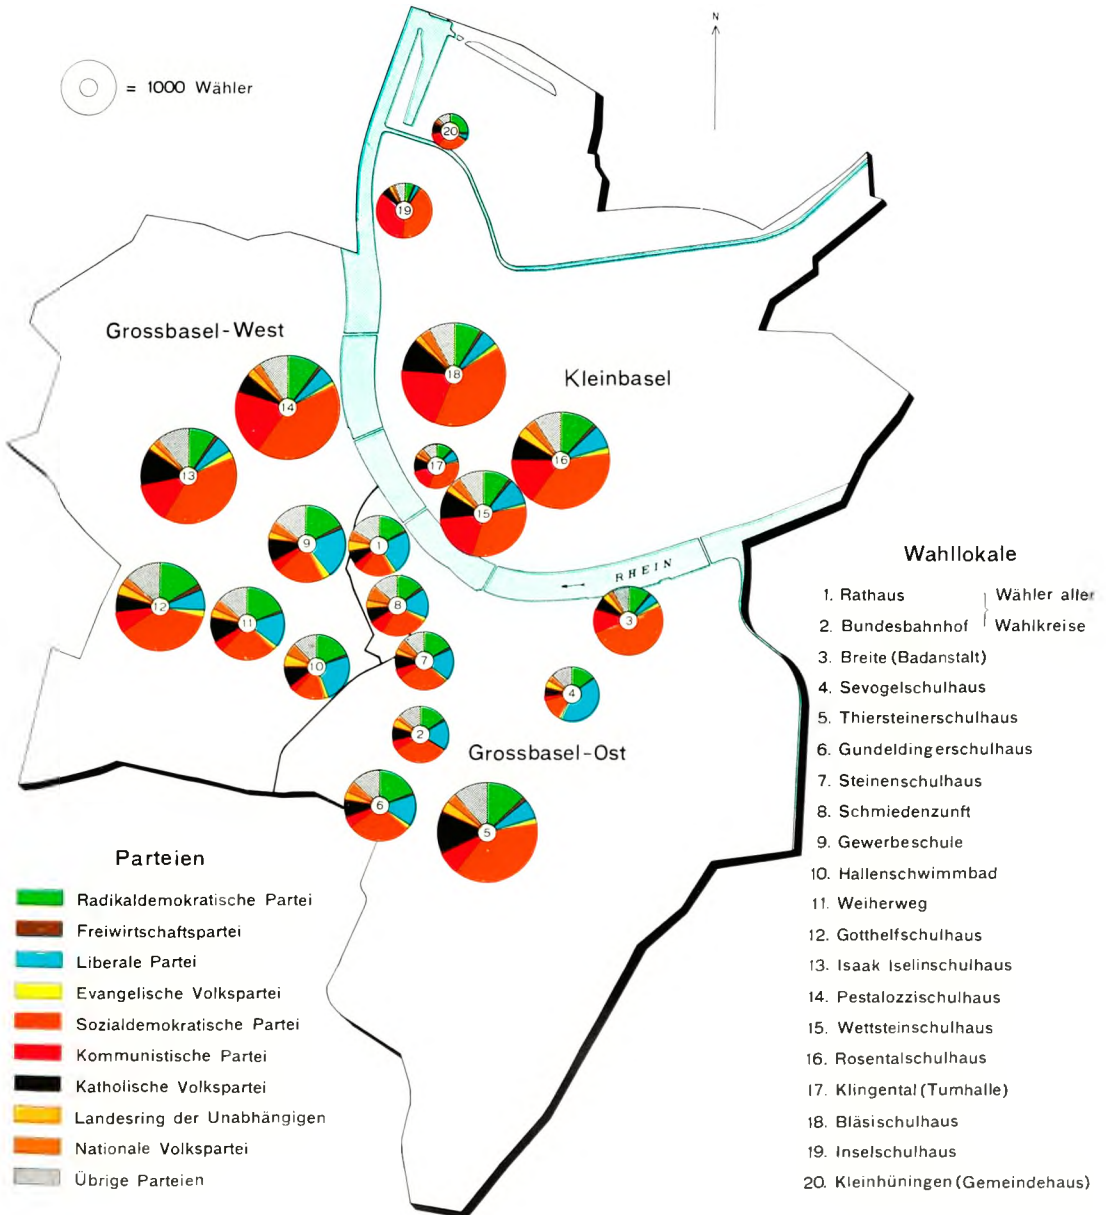 N
= 1000 Wähler
20
19
Grossbasel-West
Kleinbasel
18
14
17
16
13
15
9
1
RHEIN
12
11
8
3
10
7
4
2
Grossbasel-Ost
6
5
Wahllokale
1. Rathaus
2. Bundesbahnhof
Wähler aller
Wahlkreise
3. Breite (Badanstalt)
4. Sevogelschulhaus
5. Thiersteinerschulhaus
6. Gundeldingerschulhaus
7. Steinenschulhaus
8. Schmiedenzunft
9. Gewerbeschule
10. Hallenschwimmbad
11. Weiherweg
12. Gotthelfschulhaus
13. Isaak Iselinschulhaus
14. Pestalozzischulhaus
15. Wettsteinschulhaus
16. Rosentalschulhaus
17. Klingental (Turnhalle)
18. Bläsischulhaus
19. Inselschulhaus
20. Kleinhüningen (Gemeindehaus)
Parteien
Radikaldemokratische Partei
Freiwirtschaftspartei
Liberale Partei
Evangelische Volkspartei
Sozialdemokratische Partei
Kommunistische Partei
Katholische Volkspartei
Landesring der Unabhängigen
Nationale Volkspartei
Übrige Parteien